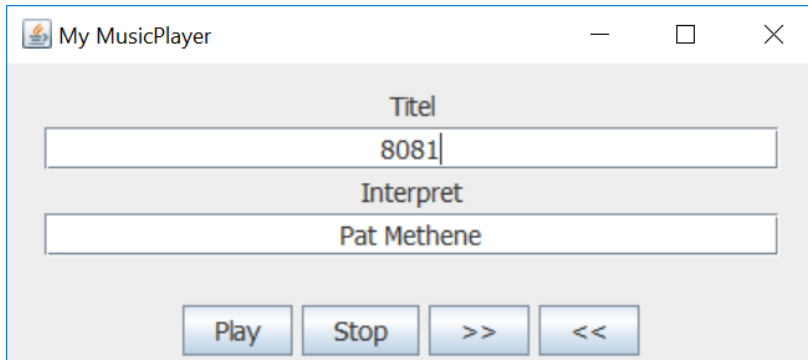 My MusicPlayer
Titel
8081
Interpret
Pat Methene
Play Stop >> <<